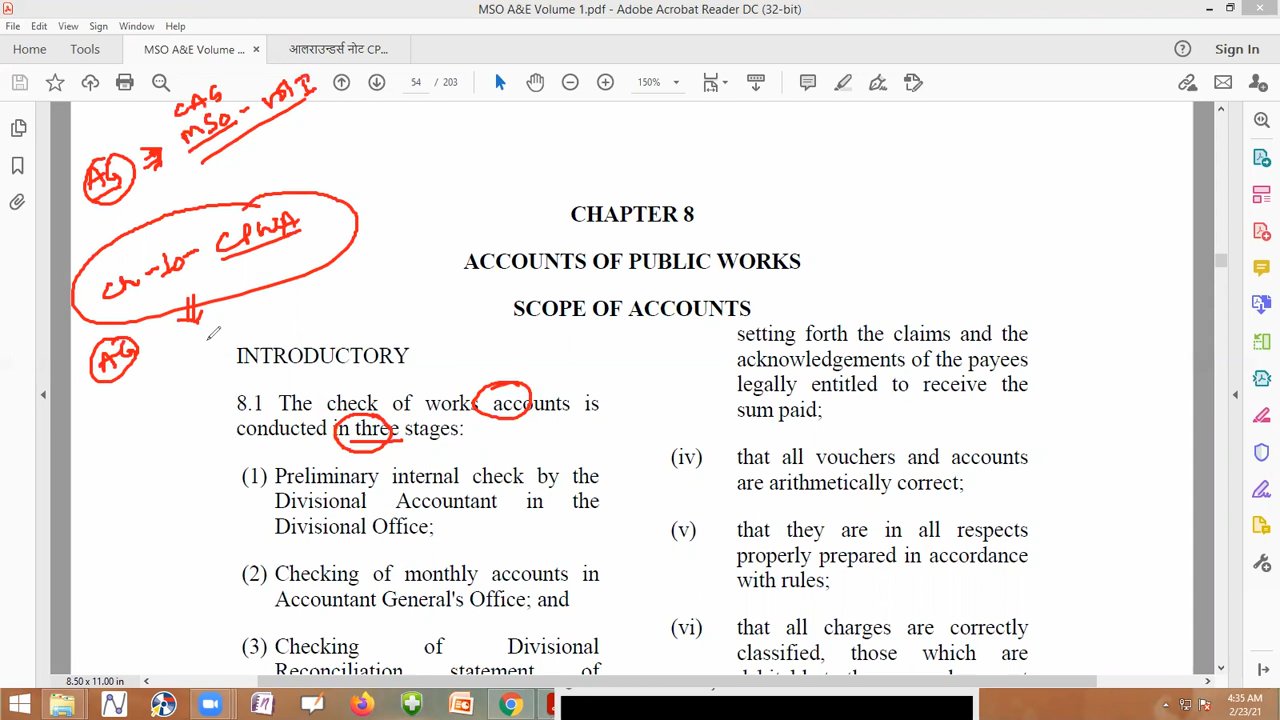 MSO A&E Volume 1.pdf - Adobe Acrobat Reader DC (32-bit)
File Edit View Sign Window Help
Home Tools MSO A&E Volume ... × आलराउन्डर्स नोट CP... Sign In
54 / 203 150%
CAG
MSO - Vol I
AG
CHAPTER 8
Ch-10- CPWA
ACCOUNTS OF PUBLIC WORKS
SCOPE OF ACCOUNTS
AG
INTRODUCTORY
8.1 The check of works accounts is
conducted in three stages:
(1) Preliminary internal check by the
Divisional Accountant in the
Divisional Office;
(2) Checking of monthly accounts in
Accountant General's Office; and
(3) Checking of Divisional
Reconciliation statement of
setting forth the claims and the
acknowledgements of the payees
legally entitled to receive the
sum paid;
(iv) that all vouchers and accounts
are arithmetically correct;
(v) that they are in all respects
properly prepared in accordance
with rules;
(vi) that all charges are correctly
classified, those which are
8.50 x 11.00 in
4:35 AM
2/23/21